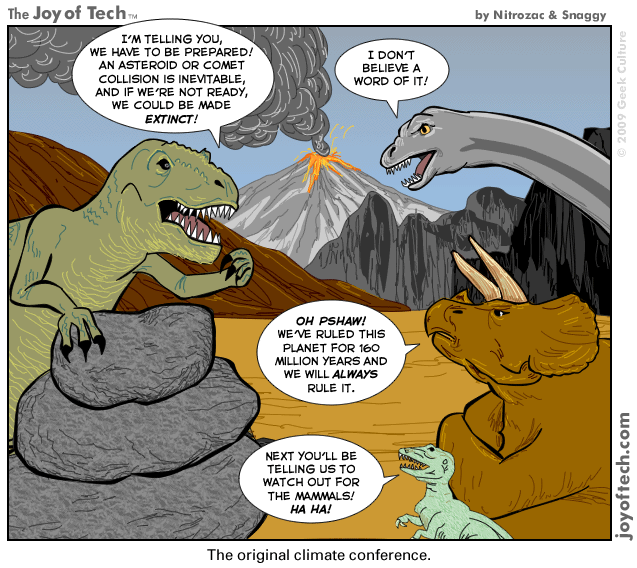 The Joy of Tech™
by Nitrozac & Snaggy
© 2009 Geek Culture
I'M TELLING YOU,
WE HAVE TO BE PREPARED!
AN ASTEROID OR COMET
COLLISION IS INEVITABLE,
AND IF WE'RE NOT READY,
WE COULD BE MADE
EXTINCT!
I DON'T
BELIEVE A
WORD OF IT!
OH PSHAW!
WE'VE RULED THIS
PLANET FOR 160
MILLION YEARS AND
WE WILL ALWAYS
RULE IT.
NEXT YOU'LL BE
TELLING US TO
WATCH OUT FOR
THE MAMMALS!
HA HA!
joyoftech.com
The original climate conference.